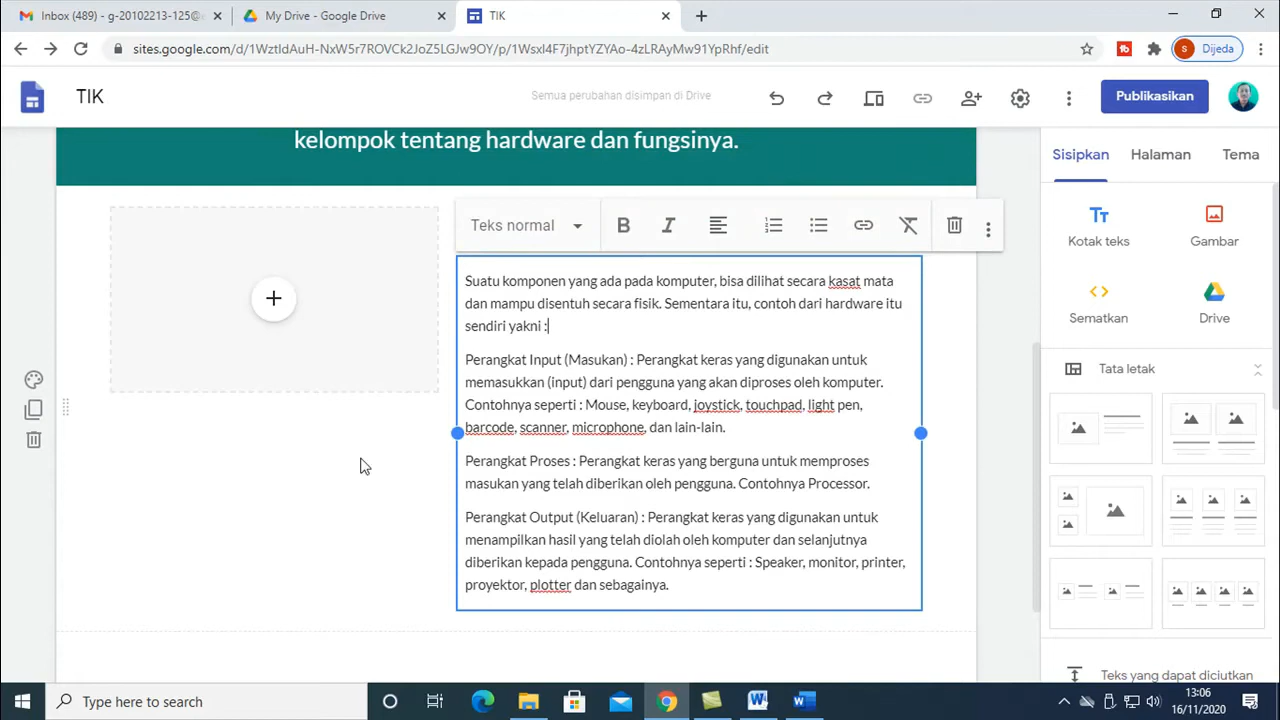 Inbox (489) - g-20102213-125@g
My Drive - Google Drive
TIK
sites.google.com/d/1WztIdAuH-NxW5r7ROVCk2JoZ5LGJw9OY/p/1WsxI4F7jhptYZYAo-4zLRAyMw91YpRhf/edit
S
Dijeda
TIK
Semua perubahan disimpan di Drive
Publikasikan
kelompok tentang hardware dan fungsinya.
Sisipkan
Halaman
Tema
Teks normal
B
I
Suatu komponen yang ada pada komputer, bisa dilihat secara kasat mata
dan mampu disentuh secara fisik. Sementara itu, contoh dari hardware itu
sendiri yakni :
Perangkat Input (Masukan) : Perangkat keras yang digunakan untuk
memasukkan (input) dari pengguna yang akan diproses oleh komputer.
Contohnya seperti : Mouse, keyboard, joystick, touchpad, light pen,
barcode, scanner, microphone, dan lain-lain.
Perangkat Proses : Perangkat keras yang berguna untuk memproses
masukan yang telah diberikan oleh pengguna. Contohnya Processor.
Perangkat Output (Keluaran) : Perangkat keras yang digunakan untuk
menampilkan hasil yang telah diolah oleh komputer dan selanjutnya
diberikan kepada pengguna. Contohnya seperti : Speaker, monitor, printer,
proyektor, plotter dan sebagainya.
Tt
Kotak teks
Gambar
Sematkan
Drive
Tata letak
Teks yang dapat diciutkan
Type here to search
13:06
16/11/2020